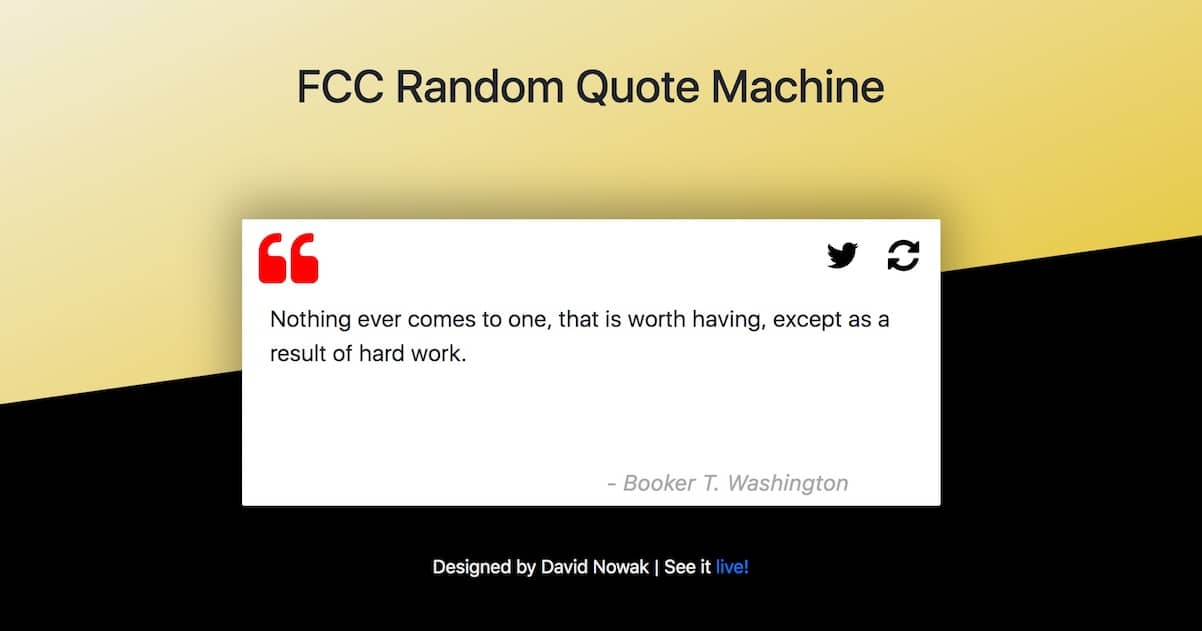 FCC Random Quote Machine
Nothing ever comes to one, that is worth having, except as a
result of hard work.
- Booker T. Washington
Designed by David Nowak | See it live!